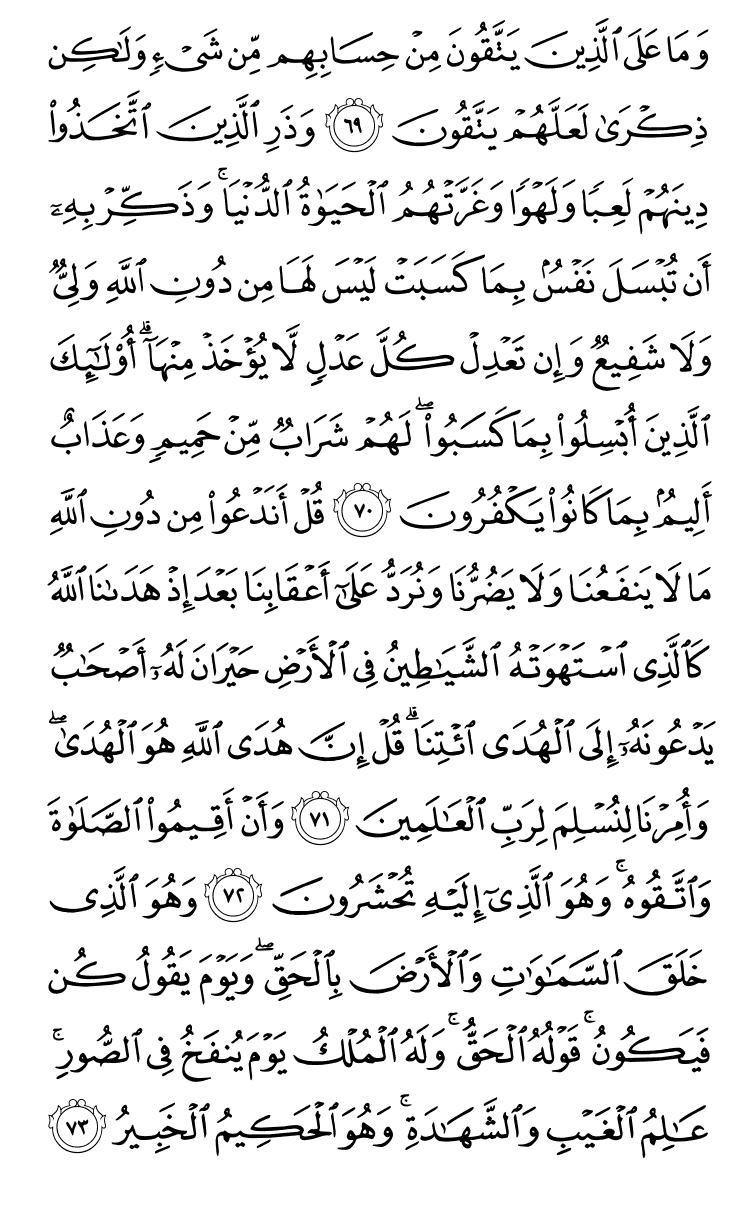 وَمَا عَلَى ٱلَّذِينَ يَتَّقُونَ مِنْ حِسَابِهِم مِّن شَىْءٍ وَلَـٰكِن
ذِكْرَىٰ لَعَلَّهُمْ يَتَّقُونَ ٦٩ وَذَرِ ٱلَّذِينَ ٱتَّخَذُوا۟
دِينَهُمْ لَعِبًا وَلَهْوًا وَغَرَّتْهُمُ ٱلْحَيَوٰةُ ٱلدُّنْيَا ۚ وَذَكِّرْ بِهِۦٓ
أَن تُبْسَلَ نَفْسٌۢ بِمَا كَسَبَتْ لَيْسَ لَهَا مِن دُونِ ٱللَّهِ وَلِىٌّ
وَلَا شَفِيعٌ وَإِن تَعْدِلْ كُلَّ عَدْلٍ لَّا يُؤْخَذْ مِنْهَآ ۗ أُو۟لَـٰٓئِكَ
ٱلَّذِينَ أُبْسِلُوا۟ بِمَا كَسَبُوا۟ ۖ لَهُمْ شَرَابٌ مِّنْ حَمِيمٍ وَعَذَابٌ
أَلِيمٌۢ بِمَا كَانُوا۟ يَكْفُرُونَ ٧٠ قُلْ أَنَدْعُوا۟ مِن دُونِ ٱللَّهِ
مَا لَا يَنفَعُنَا وَلَا يَضُرُّنَا وَنُرَدُّ عَلَىٰٓ أَعْقَابِنَا بَعْدَ إِذْ هَدَىٰنَا ٱللَّهُ
كَٱلَّذِى ٱسْتَهْوَتْهُ ٱلشَّيَـٰطِينُ فِى ٱلْأَرْضِ حَيْرَانَ لَهُۥٓ أَصْحَـٰبٌ
يَدْعُونَهُۥٓ إِلَى ٱلْهُدَى ٱئْتِنَا ۗ قُلْ إِنَّ هُدَى ٱللَّهِ هُوَ ٱلْهُدَىٰ ۖ
وَأُمِرْنَا لِنُسْلِمَ لِرَبِّ ٱلْعَـٰلَمِينَ ٧١ وَأَنْ أَقِيمُوا۟ ٱلصَّلَوٰةَ
وَٱتَّقُوهُ ۚ وَهُوَ ٱلَّذِىٓ إِلَيْهِ تُحْشَرُونَ ٧٢ وَهُوَ ٱلَّذِى
خَلَقَ ٱلسَّمَـٰوَٰتِ وَٱلْأَرْضَ بِٱلْحَقِّ ۖ وَيَوْمَ يَقُولُ كُن
فَيَكُونُ ۚ قَوْلُهُ ٱلْحَقُّ ۚ وَلَهُ ٱلْمُلْكُ يَوْمَ يُنفَخُ فِى ٱلصُّورِ ۚ
عَـٰلِمُ ٱلْغَيْبِ وَٱلشَّهَـٰدَةِ ۚ وَهُوَ ٱلْحَكِيمُ ٱلْخَبِيرُ ٧٣